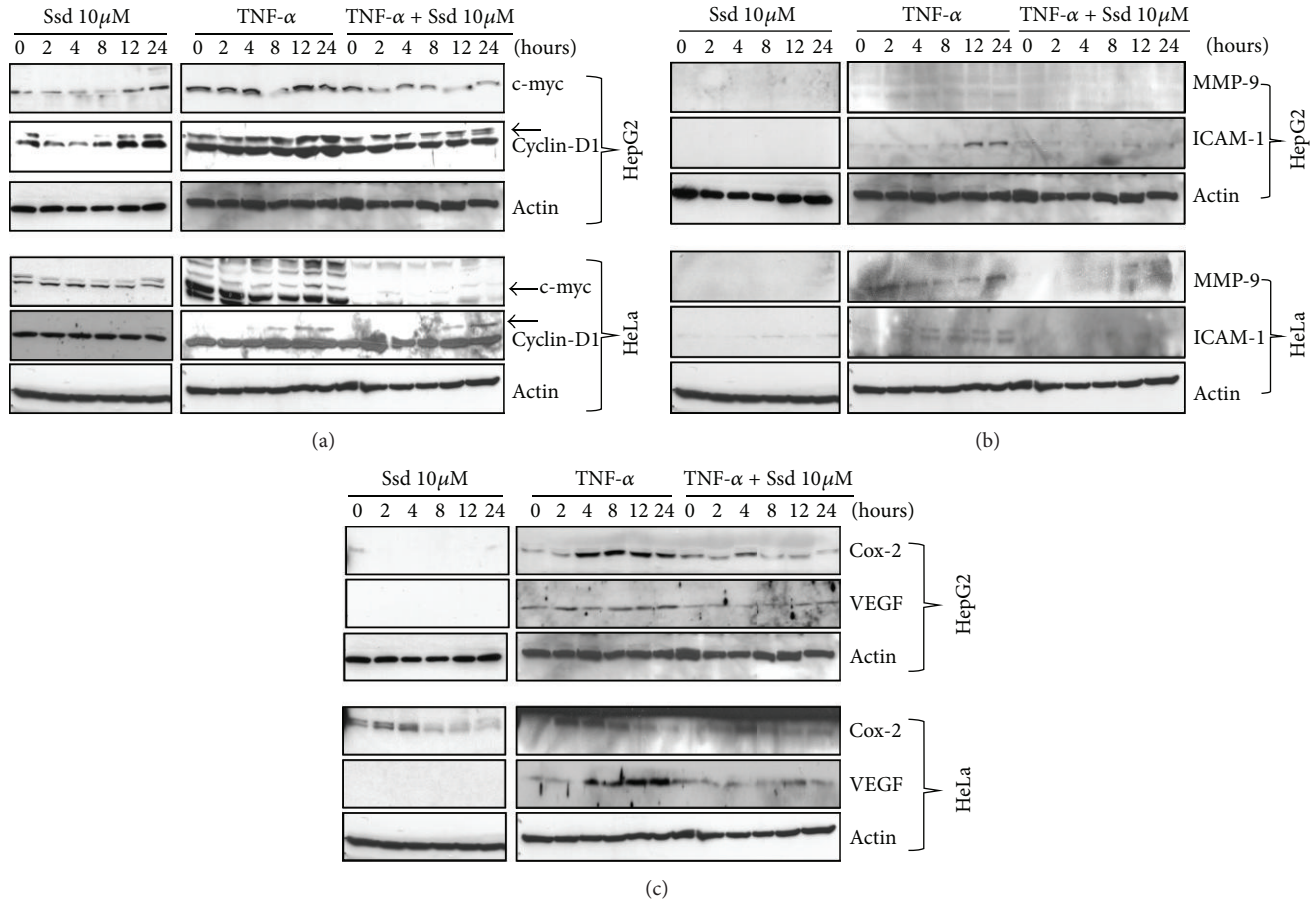 Ssd 10μM TNF-α TNF-α + Ssd 10μM
0 2 4 8 12 24 0 2 4 8 12 24 0 2 4 8 12 24 (hours)
c-myc
Cyclin-D1
Actin
HepG2
c-myc
Cyclin-D1
Actin
HeLa
(a)
Ssd 10μM TNF-α TNF-α + Ssd 10μM
0 2 4 8 12 24 0 2 4 8 12 24 0 2 4 8 12 24 (hours)
MMP-9
ICAM-1
Actin
HepG2
MMP-9
ICAM-1
Actin
HeLa
(b)
Ssd 10μM TNF-α TNF-α + Ssd 10μM
0 2 4 8 12 24 0 2 4 8 12 24 0 2 4 8 12 24 (hours)
Cox-2
VEGF
Actin
HepG2
Cox-2
VEGF
Actin
HeLa
(c)